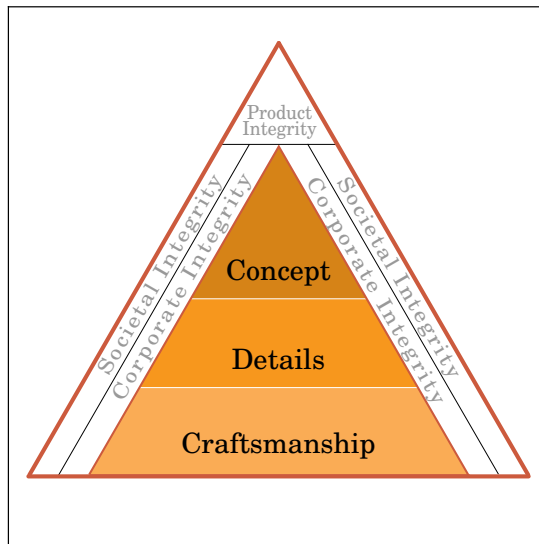 Product
Integrity
Societal Integrity
Corporate Integrity
Corporate Integrity
Societal Integrity
Concept
Details
Craftsmanship